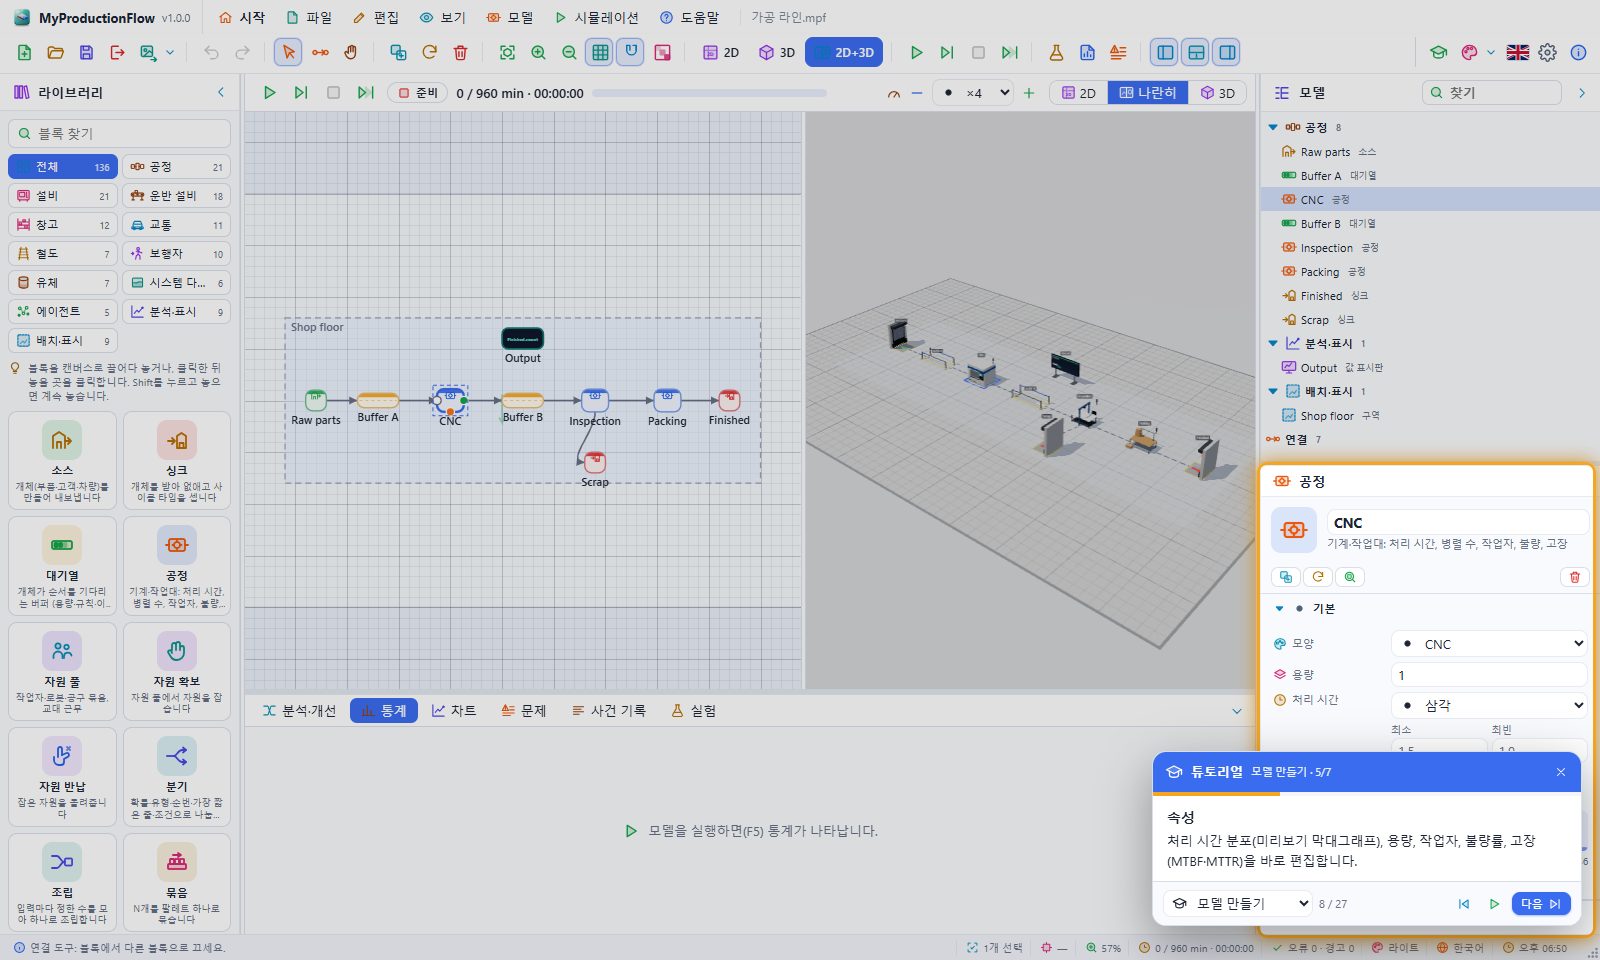 MyProductionFlow v1.0.0 시작 파일 편집 보기 모델 시뮬레이션 도움말 가공 라인.mpf
2D 3D 2D+3D
라이브러리
블록 찾기
전체 136 공정 21
설비 21 운반 설비 18
창고 12 교통 11
철도 7 보행자 10
유체 7 시스템 다... 6
에이전트 5 분석·표시 9
배치·표시 9
블록을 캔버스로 끌어다 놓거나, 클릭한 뒤
놓을 곳을 클릭합니다. Shift를 누르고 놓으
면 계속 놓습니다.
소스
개체(부품·고객·차량)를
만들어 내보냅니다
싱크
개체를 받아 없애고 사
이클 타임을 셉니다
대기열
개체가 순서를 기다리
는 버퍼 (용량·규칙·이...
공정
기계·작업대: 처리 시간,
병렬 수, 작업자, 불량,...
자원 풀
작업자·로봇·공구 묶음,
교대 근무
자원 확보
자원 풀에서 자원을 잡
습니다
자원 반납
잡은 자원을 돌려줍니
다
분기
확률·유형·순번·가장 짧
은 줄·조건으로 나눕...
조립
입력마다 정한 수를 모
아 하나로 조립합니다
묶음
N개를 팔레트 하나로
묶습니다
준비 0 / 960 min · 00:00:00 ×4 2D 나란히 3D
Shop floor
Output
Raw parts Buffer A CNC Buffer B Inspection Packing Finished
Scrap
분석·개선 통계 차트 문제 사건 기록 실험
모델을 실행하면(F5) 통계가 나타납니다.
모델 찾기
공정 8
Raw parts 소스
Buffer A 대기열
CNC 공정
Buffer B 대기열
Inspection 공정
Packing 공정
Finished 싱크
Scrap 싱크
분석·표시 1
Output 값 표시판
배치·표시 1
Shop floor 구역
연결 7
공정
CNC
기계·작업대: 처리 시간, 병렬 수, 작업자, 불량, 고장
기본
모양 CNC
용량 1
처리 시간 삼각
최소 최빈
튜토리얼 모델 만들기 · 5/7
속성
처리 시간 분포(미리보기 막대그래프), 용량, 작업자, 불량률, 고장
(MTBF·MTTR)을 바로 편집합니다.
모델 만들기 8 / 27 다음
연결 도구: 블록에서 다른 블록으로 끄세요.
1개 선택 — 57% 0 / 960 min · 00:00:00 오류 0 · 경고 0 라이트 한국어 오후 06:50